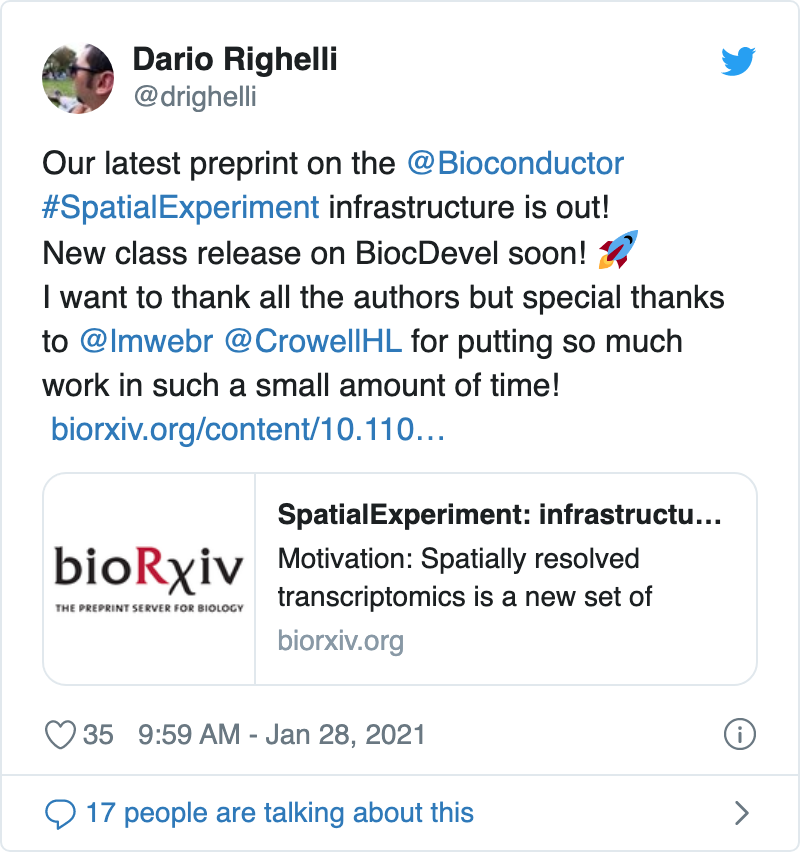 Dario Righelli
@drighelli
Our latest preprint on the @Bioconductor
#SpatialExperiment infrastructure is out!
New class release on BiocDevel soon! 🚀
I want to thank all the authors but special thanks
to @lmwebr @CrowellHL for putting so much
work in such a small amount of time!
biorxiv.org/content/10.110…
bioRxiv
THE PREPRINT SERVER FOR BIOLOGY
SpatialExperiment: infrastructu…
Motivation: Spatially resolved
transcriptomics is a new set of
biorxiv.org
35 9:59 AM - Jan 28, 2021
17 people are talking about this